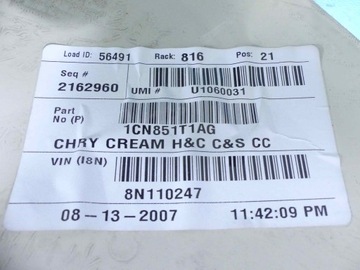 Load ID: 56491 Rack: 816 Pos: 21
Seq #
2162960 UMI # U1060031
Part
No (P)
1CN851T1AG
CHRY CREAM H&C C&S CC
VIN (I8N)
8N110247
08-13-2007 11:42:09 PM